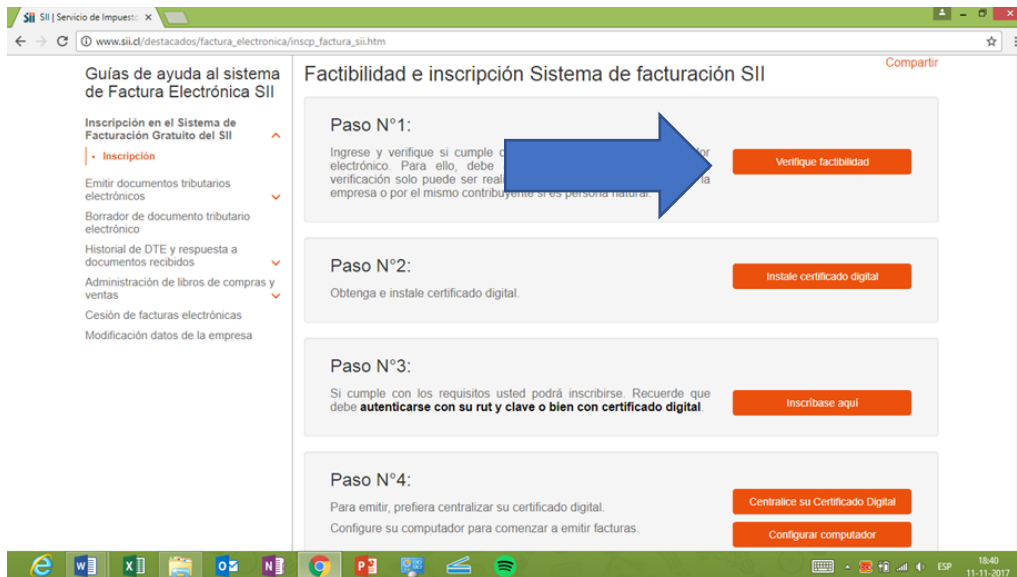 SII | Servicio de Impuesto
www.sii.cl/destacados/factura_electronica/inscp_factura_sii.htm
Guías de ayuda al sistema
de Factura Electrónica SII
Inscripción en el Sistema de
Facturación Gratuito del SII
• Inscripción
Emitir documentos tributarios
electrónicos
Borrador de documento tributario
electrónico
Historial de DTE y respuesta a
documentos recibidos
Administración de libros de compras y
ventas
Cesión de facturas electrónicas
Modificación datos de la empresa
Compartir
Factibilidad e inscripción Sistema de facturación SII
Paso N°1:
Ingrese y verifique si cumple
electrónico. Para ello, debe
verificación solo puede ser la
empresa o por el mismo contribuyente si es persona natural.
Verifique factibilidad
Paso N°2:
Obtenga e instale certificado digital.
Instale certificado digital
Paso N°3:
Si cumple con los requisitos usted podrá inscribirse. Recuerde que
debe autenticarse con su rut y clave o bien con certificado digital.
Inscríbase aquí
Paso N°4:
Para emitir, prefiera centralizar su certificado digital.
Configure su computador para comenzar a emitir facturas.
Centralice su Certificado Digital
Configurar computador
ESP
18:40
11-11-2017